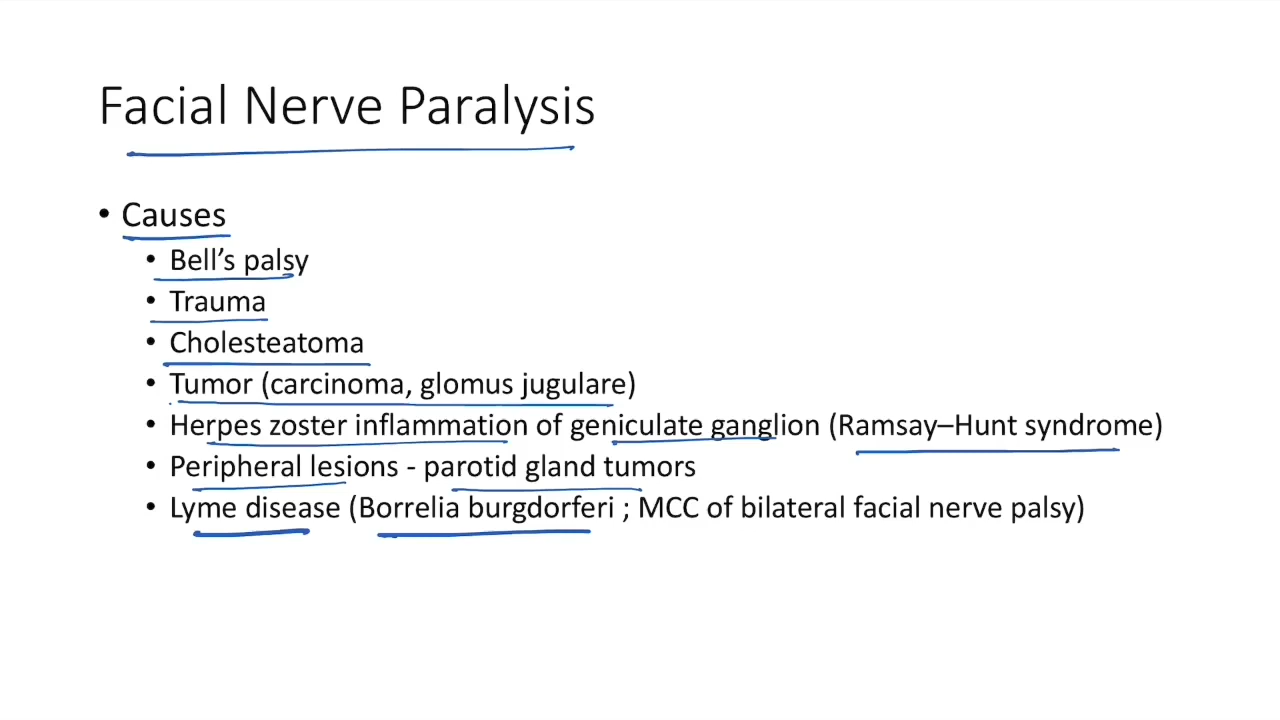 Facial Nerve Paralysis
• Causes
• Bell’s palsy
• Trauma
• Cholesteatoma
• Tumor (carcinoma, glomus jugulare)
• Herpes zoster inflammation of geniculate ganglion (Ramsay–Hunt syndrome)
• Peripheral lesions - parotid gland tumors
• Lyme disease (Borrelia burgdorferi ; MCC of bilateral facial nerve palsy)